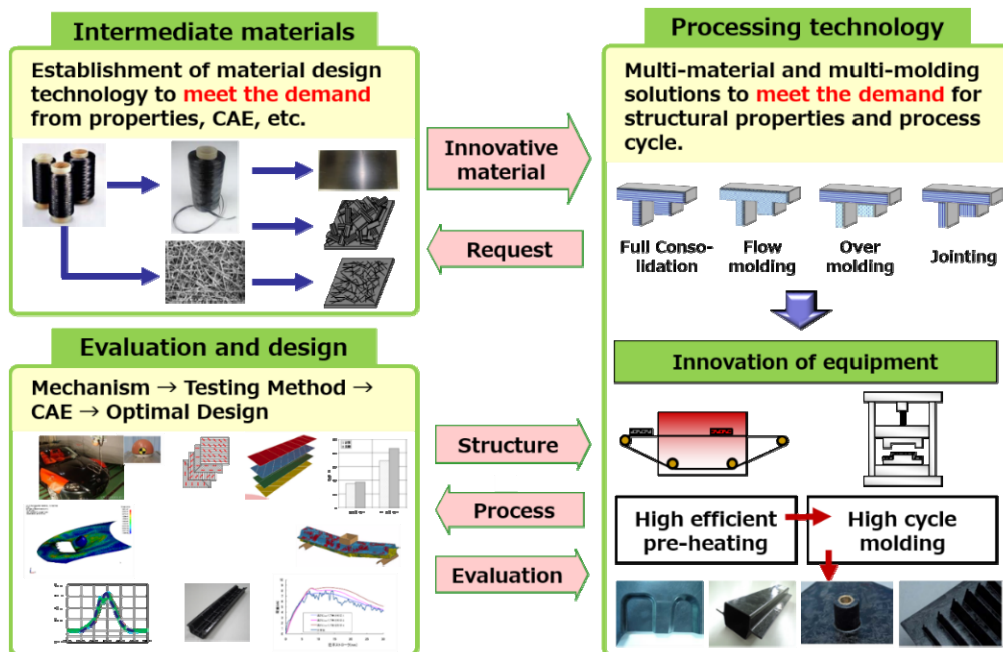 Intermediate materials
Establishment of material design
technology to meet the demand
from properties, CAE, etc.
Innovative
material
Request
Processing technology
Multi-material and multi-molding
solutions to meet the demand for
structural properties and process
cycle.
Full Conso-
lidation
Flow
molding
Over
molding
Jointing
Innovation of equipment
High efficient
pre-heating
High cycle
molding
Evaluation and design
Mechanism → Testing Method →
CAE → Optimal Design
Structure
Process
Evaluation